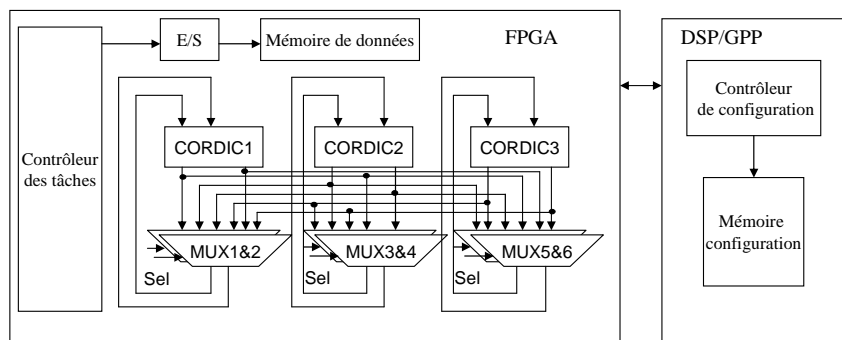 FPGA
DSP/GPP
E/S
Mémoire de données
Contrôleur
des tâches
CORDIC1
CORDIC2
CORDIC3
MUX1&2
MUX3&4
MUX5&6
Sel
Sel
Sel
Contrôleur
de configuration
Mémoire
configuration